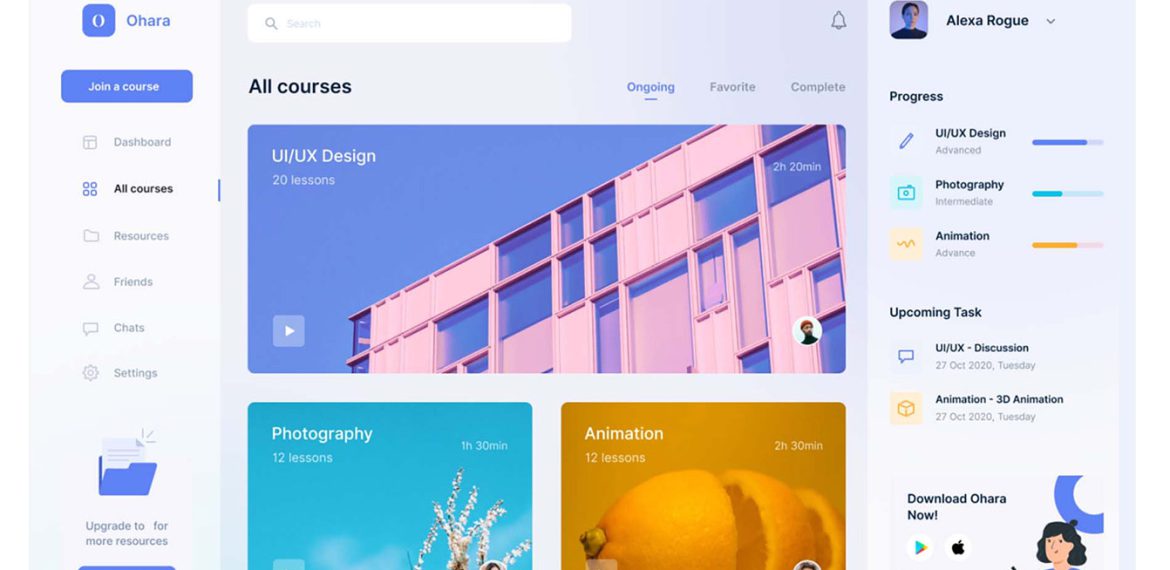 Ohara
Join a course
Dashboard
All courses
Resources
Friends
Chats
Settings
Upgrade to for
more resources
Search
All courses
Ongoing
Favorite
Complete
UI/UX Design
20 lessons
2h 20min
Photography
12 lessons
1h 30min
Animation
12 lessons
2h 30min
Alexa Rogue
Progress
UI/UX Design
Advanced
Photography
Intermediate
Animation
Advance
Upcoming Task
UI/UX - Discussion
27 Oct 2020, Tuesday
Animation - 3D Animation
27 Oct 2020, Tuesday
Download Ohara
Now!